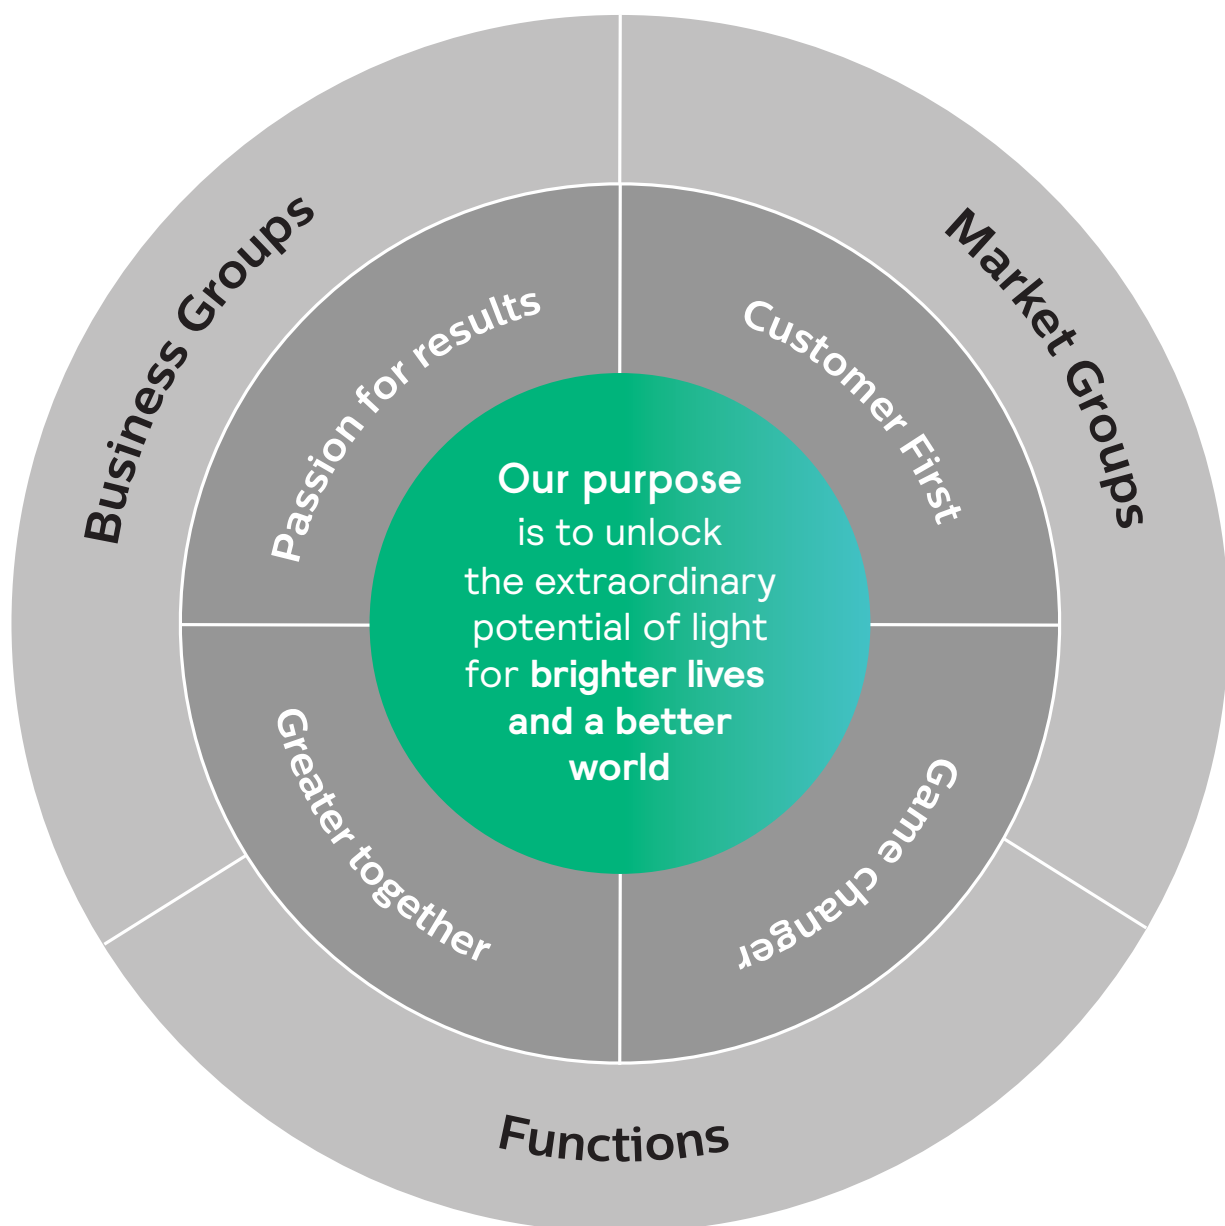 Business Groups
Market Groups
Passion for results
Customer First
Our purpose
is to unlock
the extraordinary
potential of light
for brighter lives
and a better
world
Greater together
Game changer
Functions